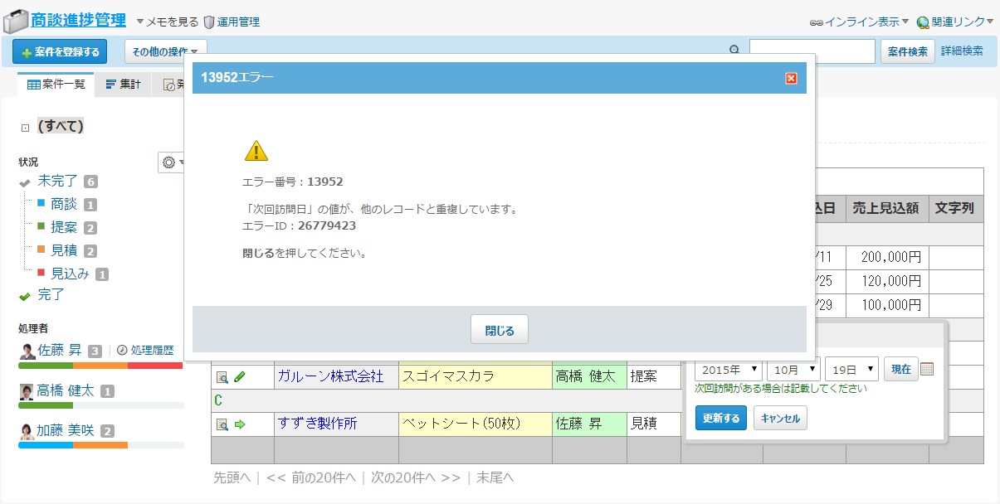 商談進捗管理 メモを見る 運用管理 インライン表示 関連リンク
案件を登録する その他の操作 案件検索 詳細検索
案件一覧 集計
13952エラー
(すべて)
エラー番号：13952
「次回訪問日」の値が、他のレコードと重複しています。
エラーID：26779423
閉じるを押してください。
閉じる
状況
未完了 6
商談 1
提案 2
見積 2
見込み 1
完了
処理者
佐藤 昇 3 処理履歴
高橋 健太 1
加藤 美咲 2
込日 売上見込額 文字列
/11 200,000円
/25 120,000円
/29 100,000円
ガルーン株式会社 スゴイマスカラ 高橋 健太 提案
C
すずき製作所 ペットシート(50枚) 佐藤 昇 見積
2015年 10月 19日 現在
次回訪問がある場合は記載してください
更新する キャンセル
先頭へ | << 前の20件へ | 次の20件へ >> | 末尾へ